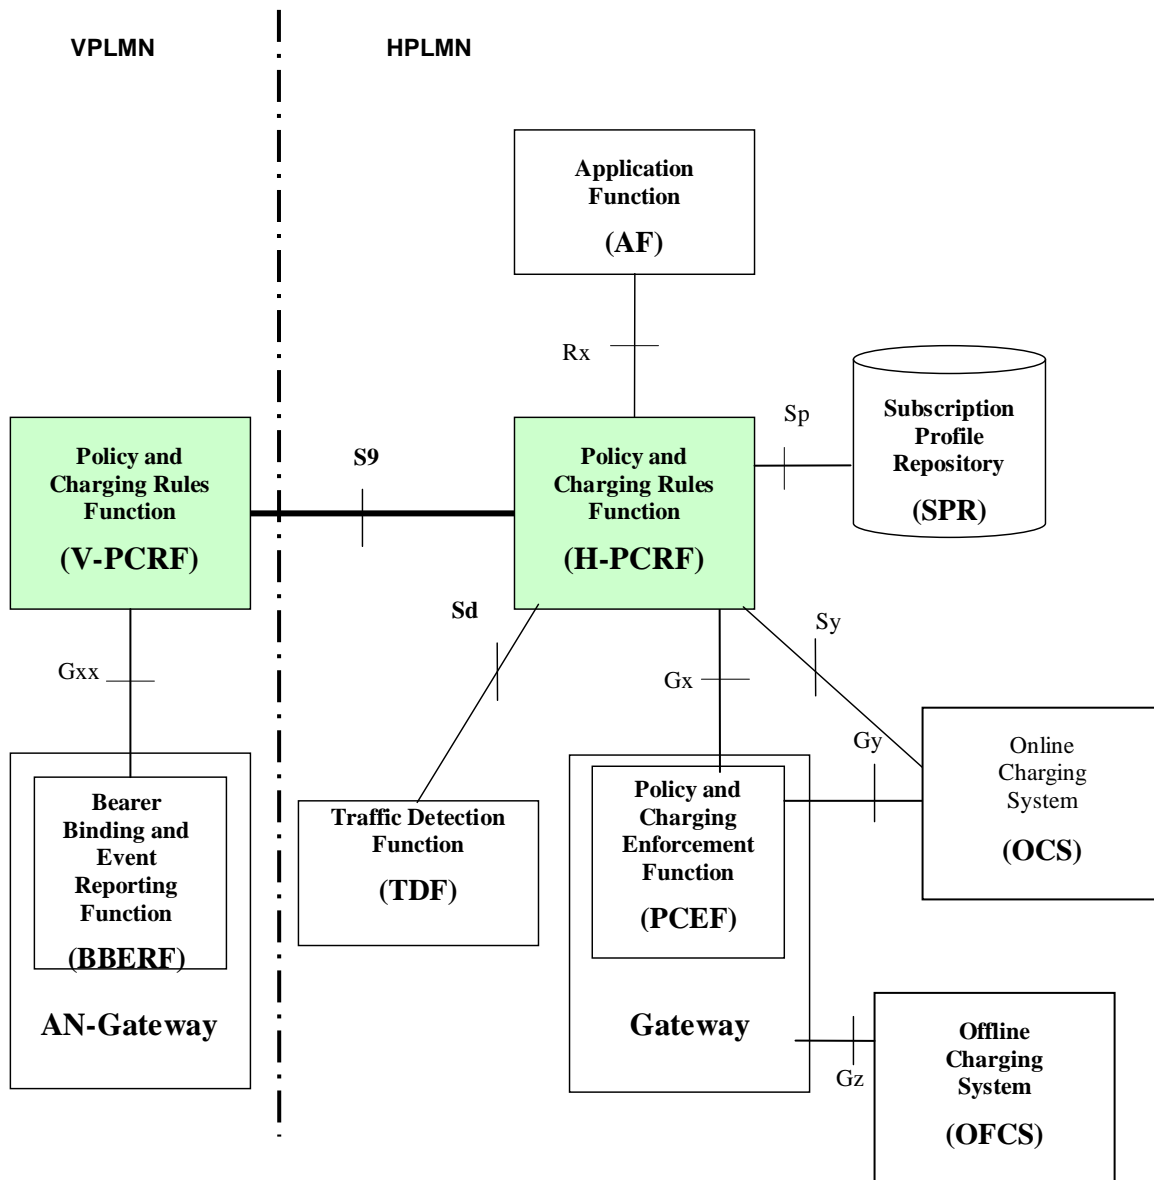 VPLMN
HPLMN
Application
Function
(AF)
Rx
Sp
Subscription
Profile
Repository
(SPR)
Policy and
Charging Rules
Function
(V-PCRF)
S9
Policy and
Charging Rules
Function
(H-PCRF)
Sd
Sy
Gxx
Gx
Gy
Online
Charging
System
(OCS)
Bearer
Binding and
Event
Reporting
Function
(BBERF)
AN-Gateway
Traffic Detection
Function
(TDF)
Policy and
Charging
Enforcement
Function
(PCEF)
Gateway
Gz
Offline
Charging
System
(OFCS)